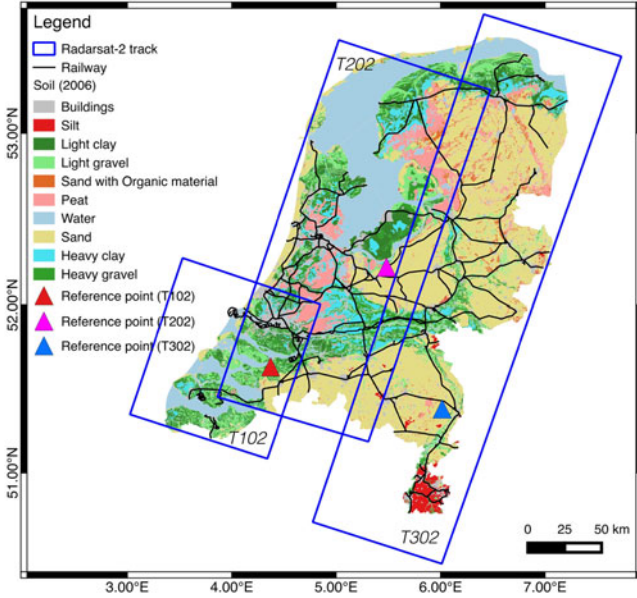 Legend
Radarsat-2 track
Railway
Soil (2006)
Buildings
Silt
Light clay
Light gravel
Sand with Organic material
Peat
Water
Sand
Heavy clay
Heavy gravel
Reference point (T102)
Reference point (T202)
Reference point (T302)
T202
T102
T302
53.00°N
52.00°N
51.00°N
0 25 50 km
3.00°E 4.00°E 5.00°E 6.00°E 7.00°E